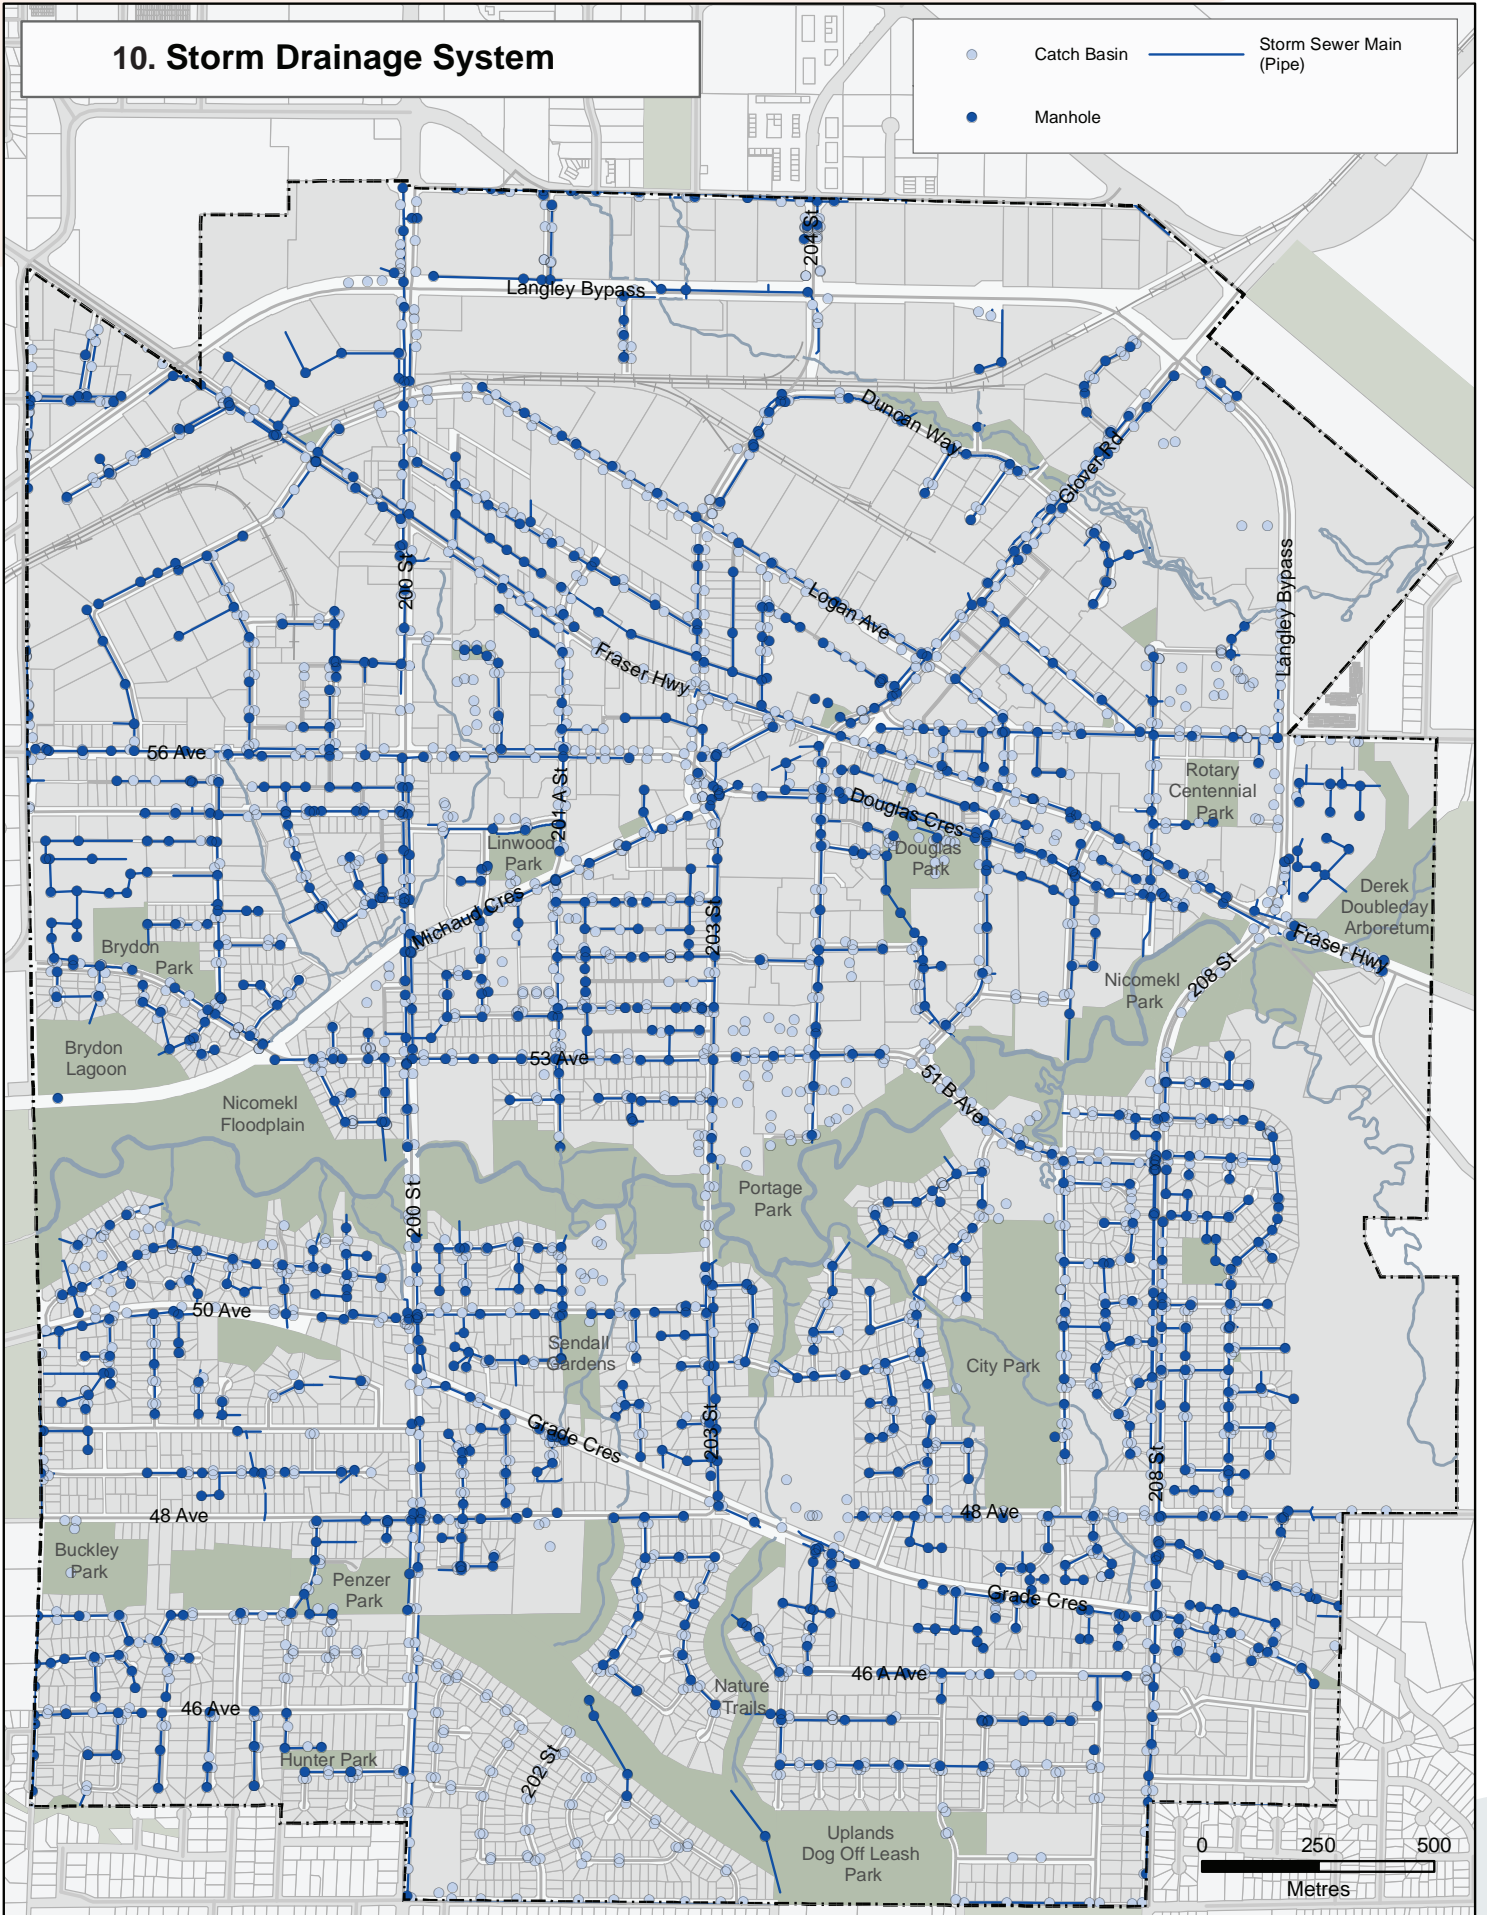 10. Storm Drainage System
Catch Basin
Storm Sewer Main
(Pipe)
Manhole
204 St
Langley Bypass
Duncan Way
Glover Rd
200 St
Logan Ave
Langley Bypass
Fraser Hwy
56 Ave
201 A St
Rotary
Centennial
Park
Douglas Cres
Linwood
Park
Douglas
Park
Derek
Doubleday
Arboretum
Michaud Cres
203 St
Brydon
Park
Fraser Hwy
208 St
Nicomekl
Park
Brydon
Lagoon
53 Ave
51 B Ave
Nicomekl
Floodplain
200 St
Portage
Park
50 Ave
Sendall
Gardens
City Park
Grade Cres
203 St
208 St
48 Ave
48 Ave
Buckley
Park
Penzer
Park
Grade Cres
46 A Ave
Nature
Trails
46 Ave
Hunter Park
202 St
Uplands
Dog Off Leash
Park
0 250 500
Metres